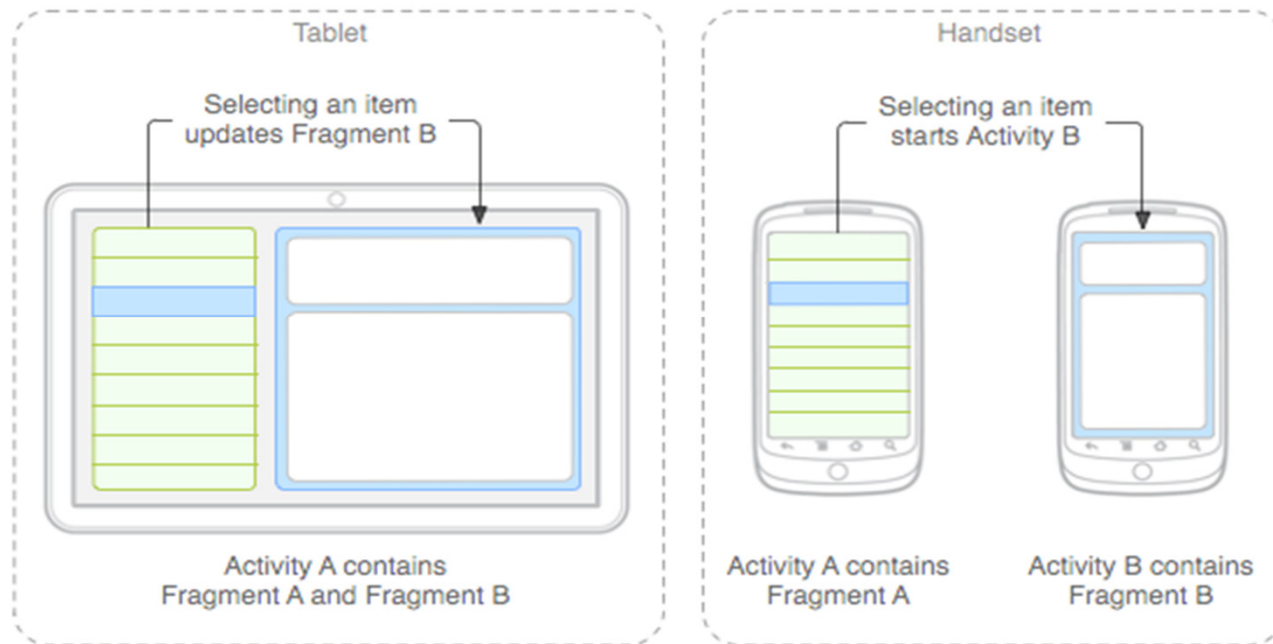 Tablet
Selecting an item
updates Fragment B
Activity A contains
Fragment A and Fragment B
Handset
Selecting an item
starts Activity B
Activity A contains
Fragment A
Activity B contains
Fragment B